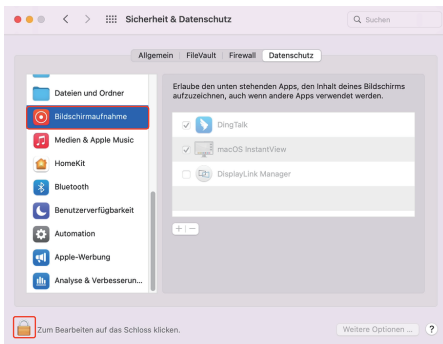 Sicherheit & Datenschutz
Suchen
Allgemein FileVault Firewall Datenschutz
Dateien und Ordner
Bildschirmaufnahme
Medien & Apple Music
HomeKit
Bluetooth
Benutzerverfügbarkeit
Automation
Apple-Werbung
Analyse & Verbesserun...
Erlaube den unten stehenden Apps, den Inhalt deines Bildschirms
aufzuzeichnen, auch wenn andere Apps verwendet werden.
DingTalk
macOS InstantView
DisplayLink Manager
+ −
Zum Bearbeiten auf das Schloss klicken.
Weitere Optionen ...
?